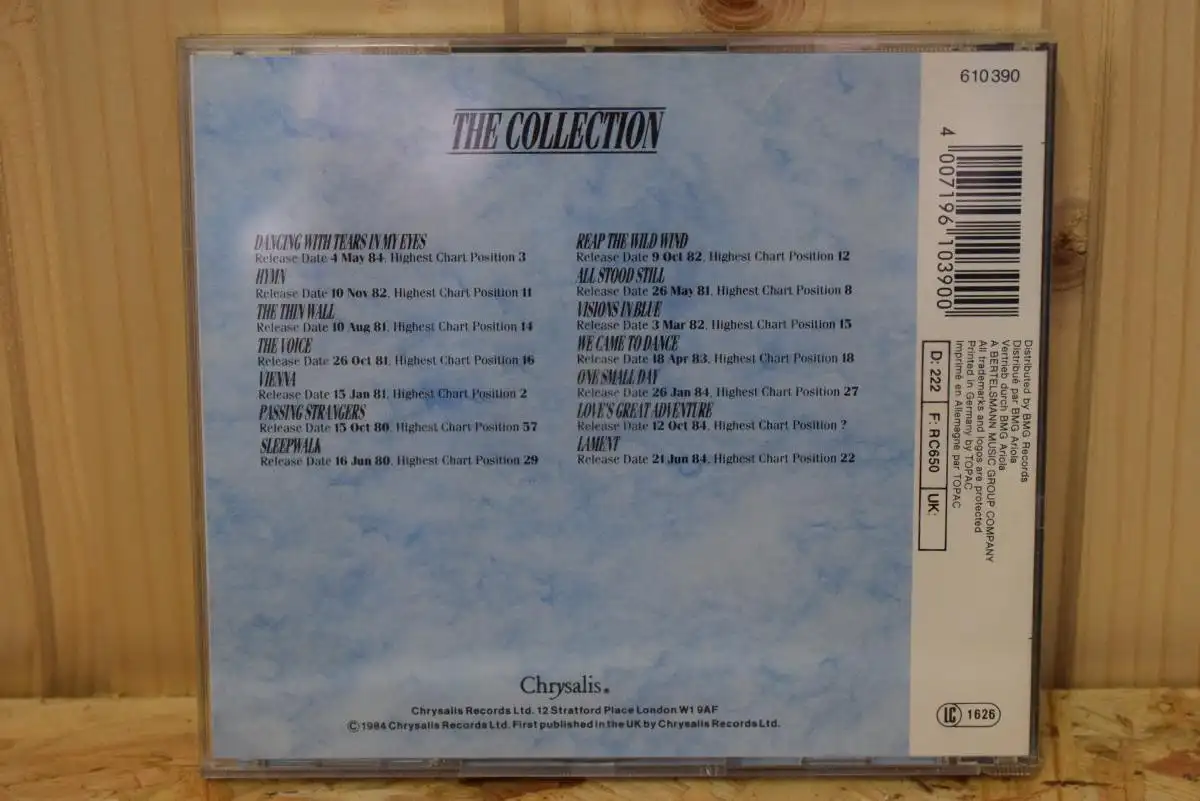 THE COLLECTION
DANCING WITH TEARS IN MY EYES
Release Date 4 May 84, Highest Chart Position 3
HYMN
Release Date 10 Nov 82, Highest Chart Position 11
THE THIN WALL
Release Date 10 Aug 81, Highest Chart Position 14
THE VOICE
Release Date 26 Oct 81, Highest Chart Position 16
VIENNA
Release Date 15 Jan 81, Highest Chart Position 2
PASSING STRANGERS
Release Date 15 Oct 80, Highest Chart Position 57
SLEEPWALK
Release Date 16 Jun 80, Highest Chart Position 29
REAP THE WILD WIND
Release Date 9 Oct 82, Highest Chart Position 12
ALL STOOD STILL
Release Date 26 May 81, Highest Chart Position 8
VISIONS IN BLUE
Release Date 3 Mar 82, Highest Chart Position 15
WE CAME TO DANCE
Release Date 18 Apr 83, Highest Chart Position 18
ONE SMALL DAY
Release Date 26 Jan 84, Highest Chart Position 27
LOVE'S GREAT ADVENTURE
Release Date 12 Oct 84, Highest Chart Position ?
LAMENT
Release Date 21 Jun 84, Highest Chart Position 22
Chrysalis®
Chrysalis Records Ltd. 12 Stratford Place London W1 9AF
© 1984 Chrysalis Records Ltd. First published in the UK by Chrysalis Records Ltd.
610 390
4 007196 103900
Distributed by BMG Records
Distribué par BMG Ariola
Vertrieb durch BMG Ariola
A BERTELSMANN MUSIC GROUP COMPANY
All trademarks and logos are protected
Printed in Germany by TOPAC
Imprimé en Allemagne par TOPAC
D: 222 F: RC650 UK:
LC 1626